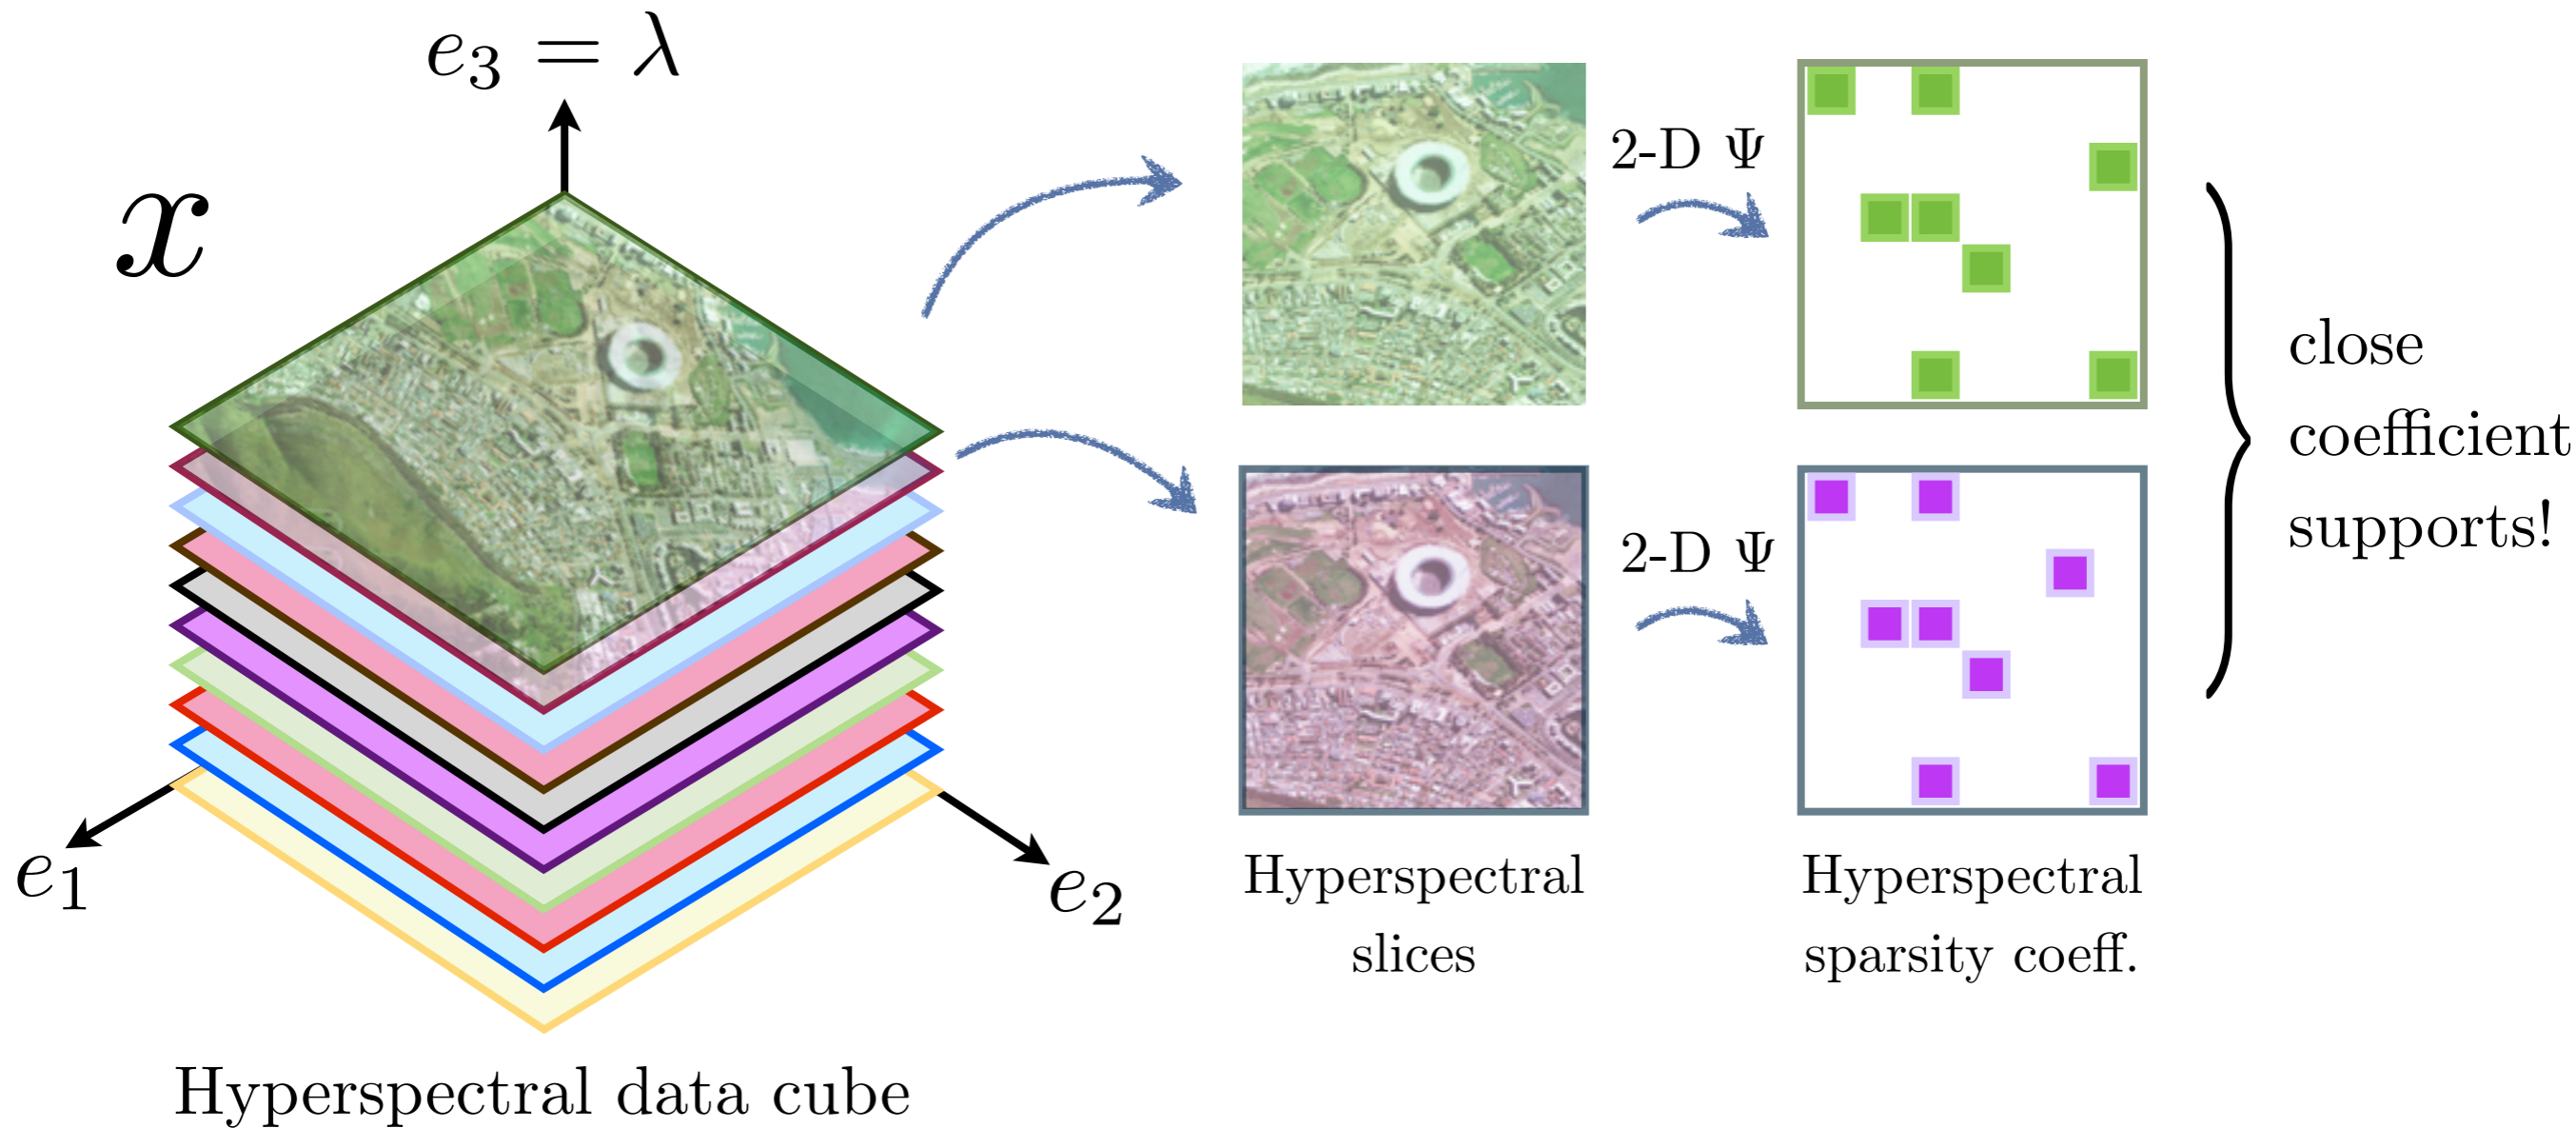 e₃ = λ
x
2-D Ψ
close
coefficient
supports!
2-D Ψ
e₁
e₂
Hyperspectral
slices
Hyperspectral
sparsity coeff.
Hyperspectral data cube